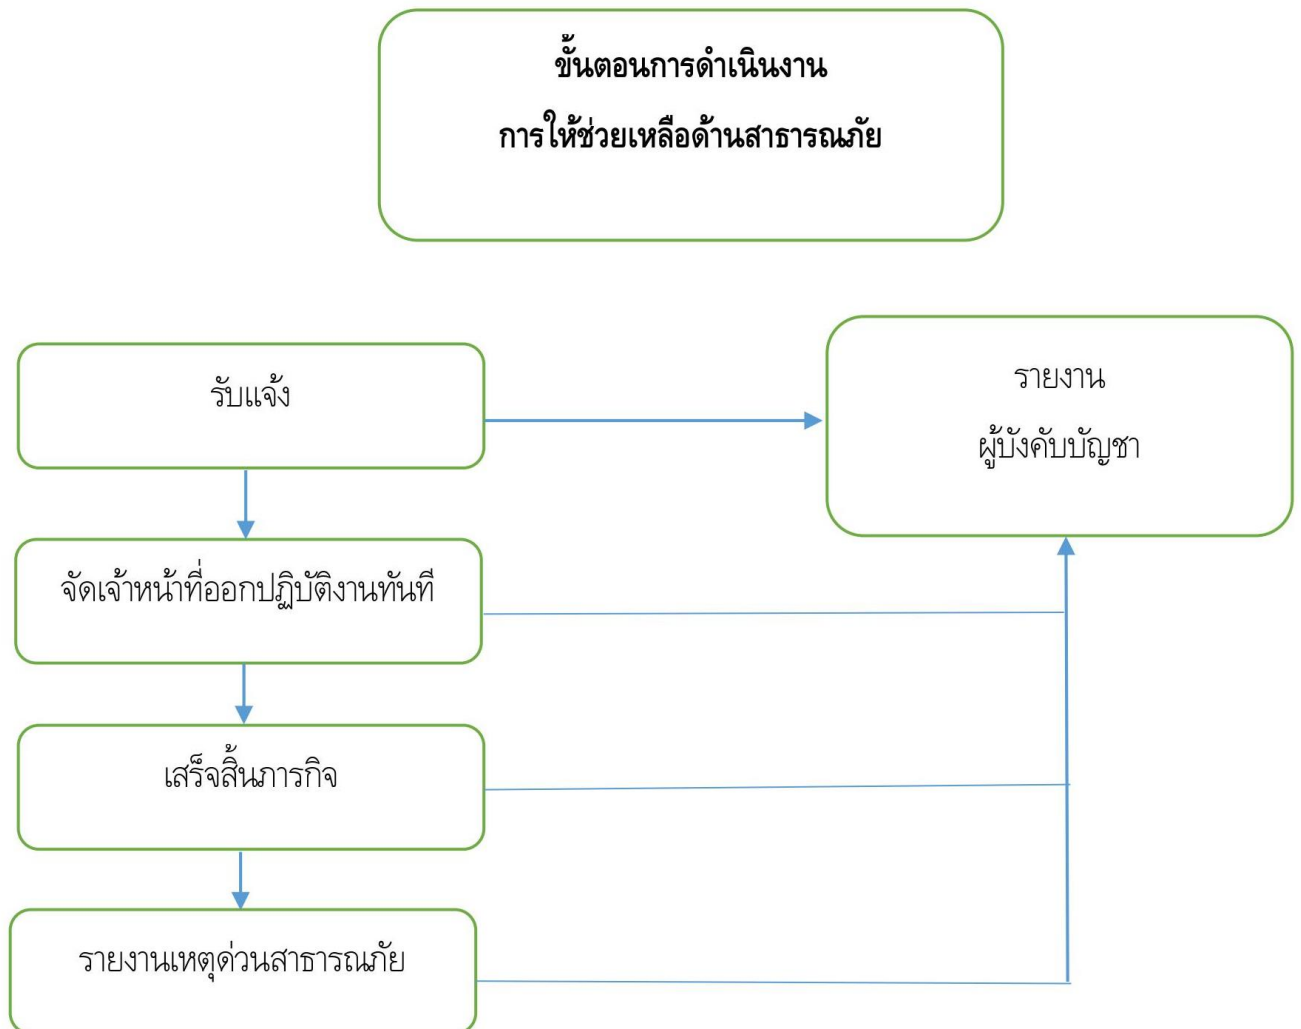 ขั้นตอนการดำเนินงาน
การให้ช่วยเหลือด้านสาธารณภัย
รับแจ้ง
รายงาน
ผู้บังคับบัญชา
จัดเจ้าหน้าที่ออกปฏิบัติงานทันที
เสร็จสิ้นภารกิจ
รายงานเหตุด่วนสาธารณภัย